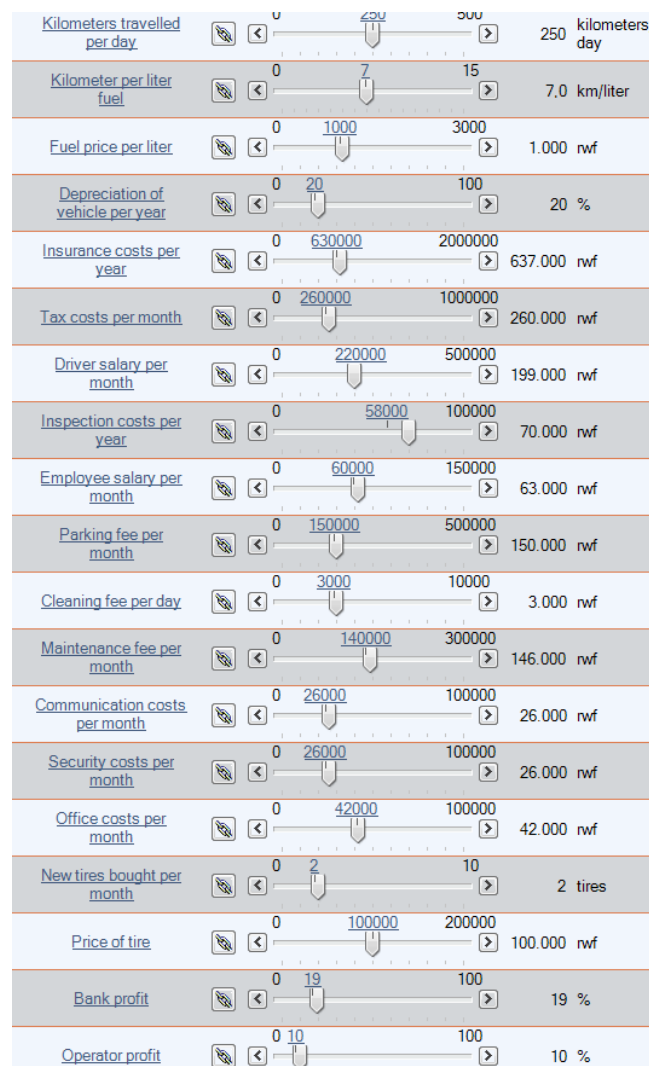 Kilometers travelled per day 0 250 500 250 kilometers day
Kilometer per liter fuel 0 7 15 7,0 km/liter
Fuel price per liter 0 1000 3000 1.000 rwf
Depreciation of vehicle per year 0 20 100 20 %
Insurance costs per year 0 630000 2000000 637.000 rwf
Tax costs per month 0 260000 1000000 260.000 rwf
Driver salary per month 0 220000 500000 199.000 rwf
Inspection costs per year 0 58000 100000 70.000 rwf
Employee salary per month 0 60000 150000 63.000 rwf
Parking fee per month 0 150000 500000 150.000 rwf
Cleaning fee per day 0 3000 10000 3.000 rwf
Maintenance fee per month 0 140000 300000 146.000 rwf
Communication costs per month 0 26000 100000 26.000 rwf
Security costs per month 0 26000 100000 26.000 rwf
Office costs per month 0 42000 100000 42.000 rwf
New tires bought per month 0 2 10 2 tires
Price of tire 0 100000 200000 100.000 rwf
Bank profit 0 19 100 19 %
Operator profit 0 10 100 10 %